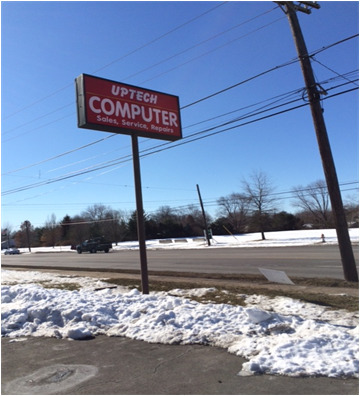 UPTECH
COMPUTER
Sales, Service, Repairs